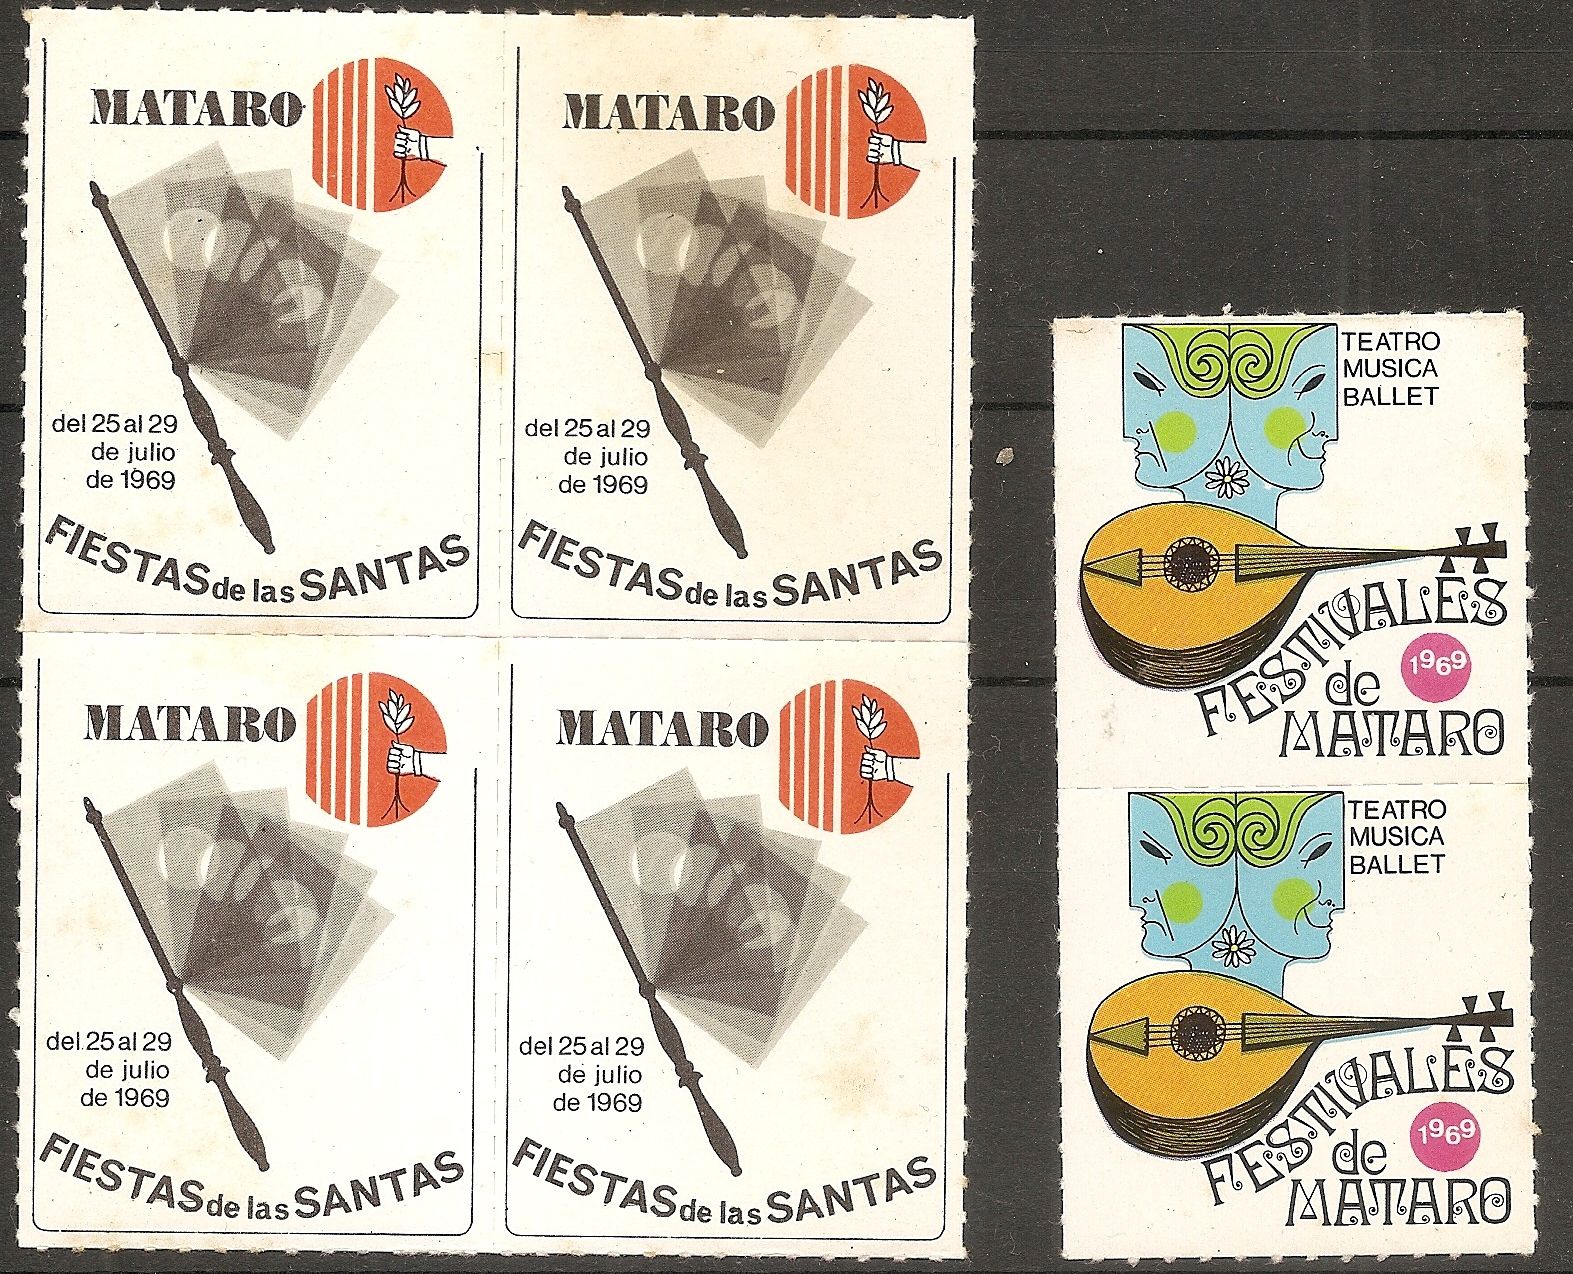 MATARO
del 25 al 29
de julio
de 1969
FIESTAS de las SANTAS
MATARO
del 25 al 29
de julio
de 1969
FIESTAS de las SANTAS
MATARO
del 25 al 29
de julio
de 1969
FIESTAS de las SANTAS
MATARO
del 25 al 29
de julio
de 1969
FIESTAS de las SANTAS
TEATRO
MUSICA
BALLET
FESTIVALES
de 1969
MATARO
TEATRO
MUSICA
BALLET
FESTIVALES
de 1969
MATARO